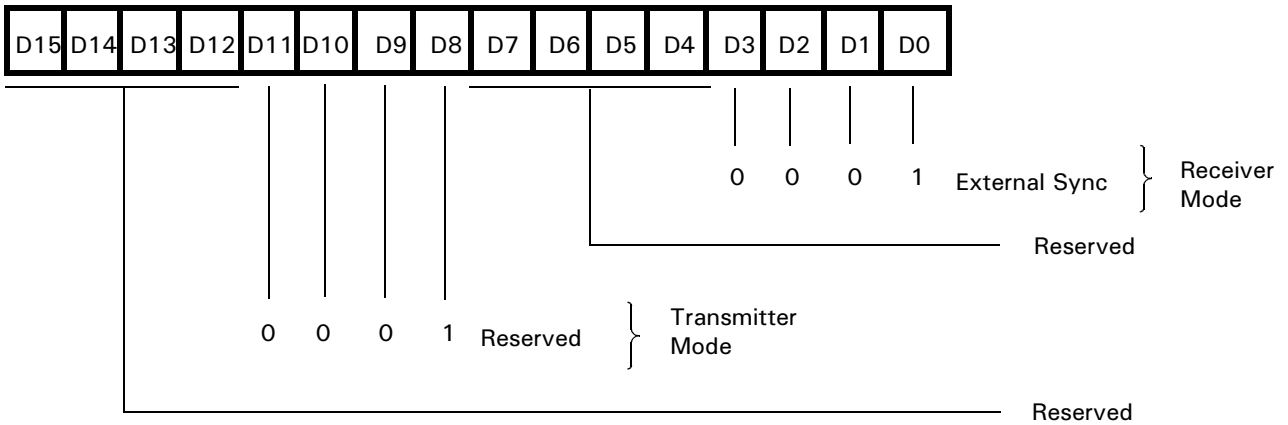 D15 D14 D13 D12 D11 D10 D9 D8 D7 D6 D5 D4 D3 D2 D1 D0
0 0 0 1 External Sync Receiver
Mode
Reserved
0 0 0 1 Reserved Transmitter
Mode
Reserved